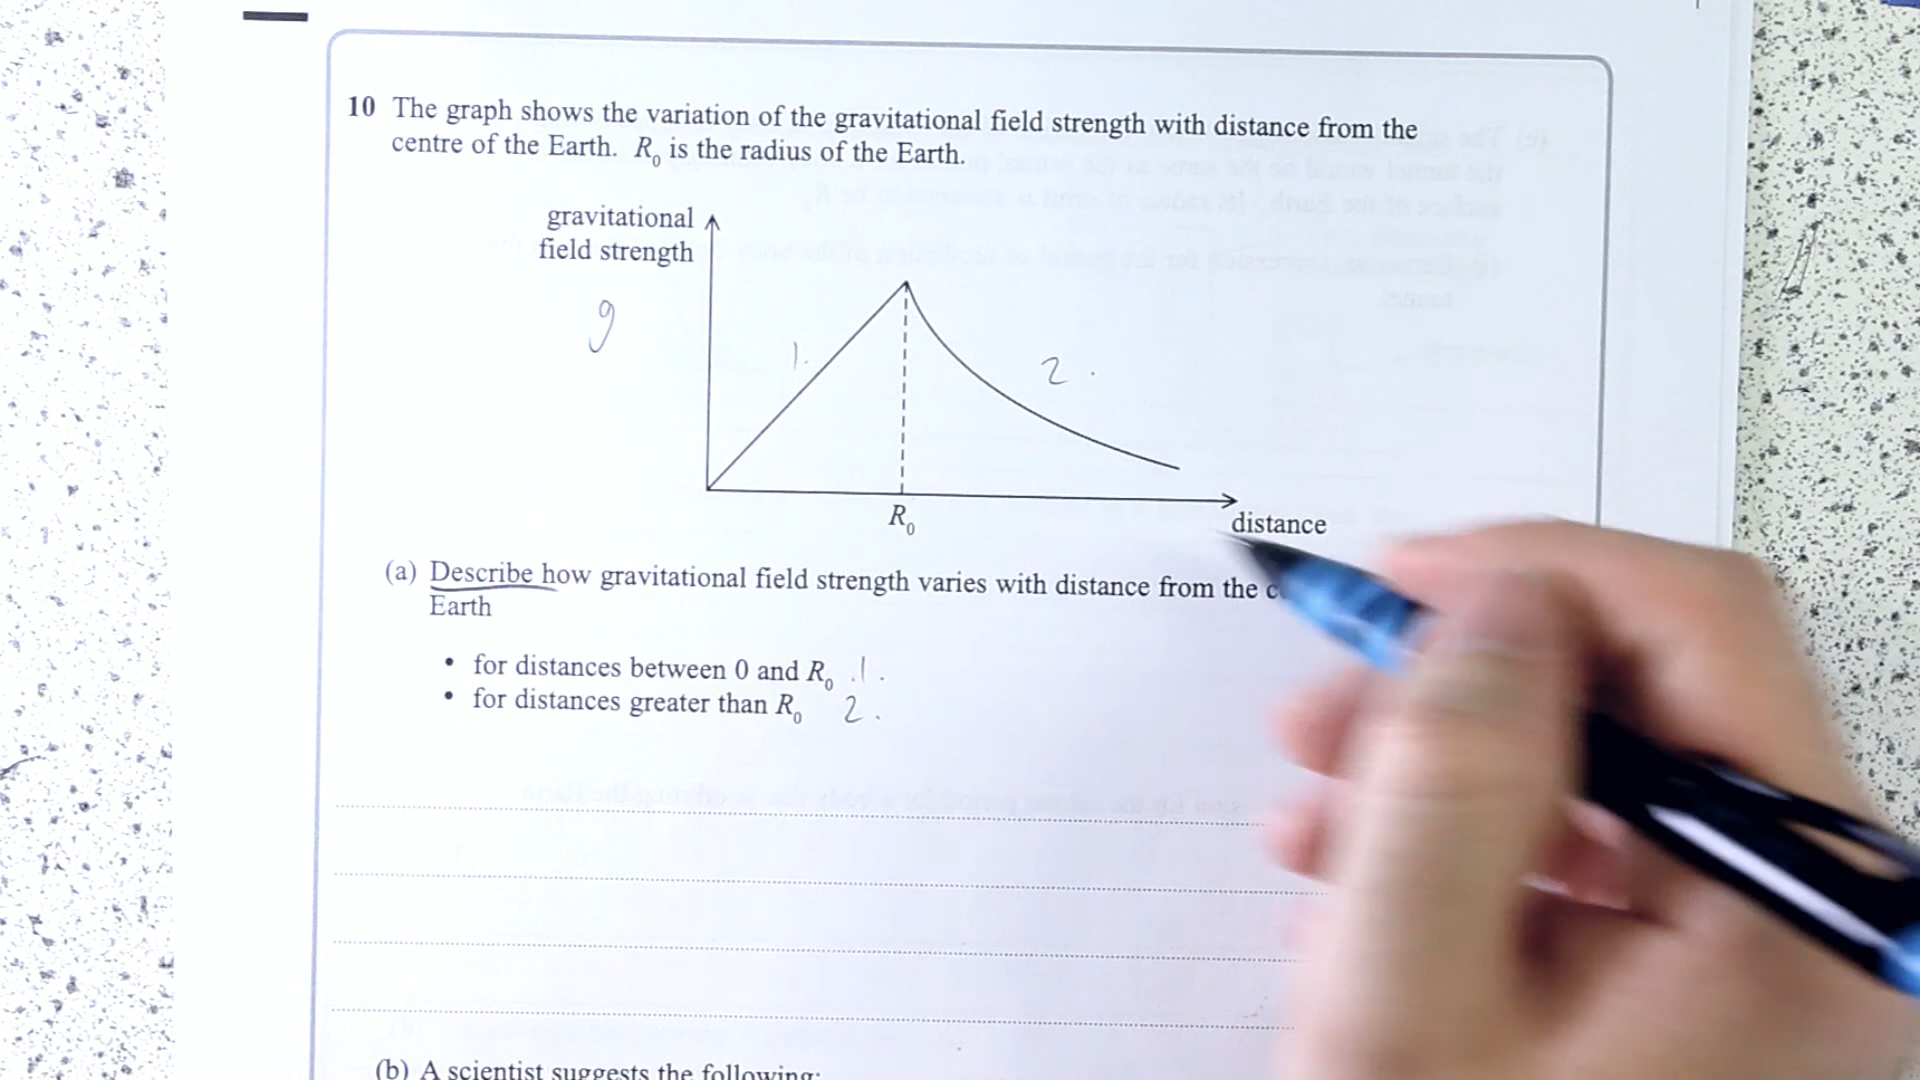 10 The graph shows the variation of the gravitational field strength with distance from the
centre of the Earth. R₀ is the radius of the Earth.
gravitational
field strength
g
1.
2.
R₀
distance
(a) Describe how gravitational field strength varies with distance from the
Earth
• for distances between 0 and R₀ .1.
• for distances greater than R₀ 2.
(b) A scientist suggests the following: